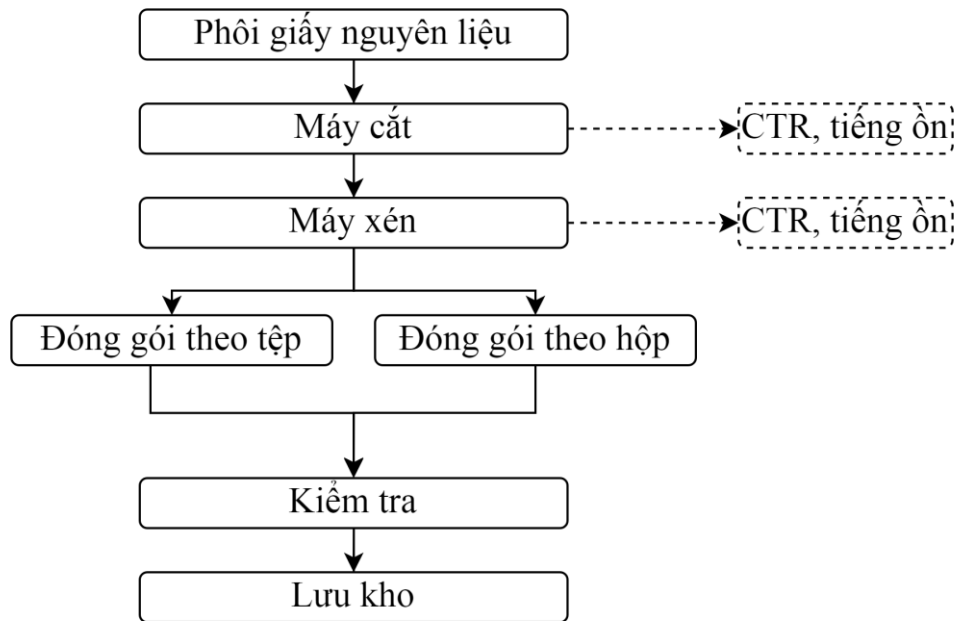 Phôi giấy nguyên liệu
Máy cắt
CTR, tiếng ồn
Máy xén
CTR, tiếng ồn
Đóng gói theo tệp
Đóng gói theo hộp
Kiểm tra
Lưu kho